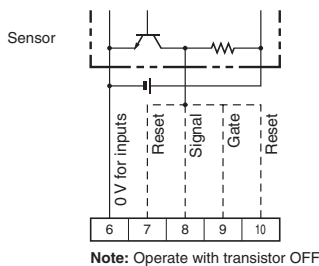 Sensor
0 V for inputs
Reset
Signal
Gate
Reset
6 7 8 9 10
Note: Operate with transistor OFF